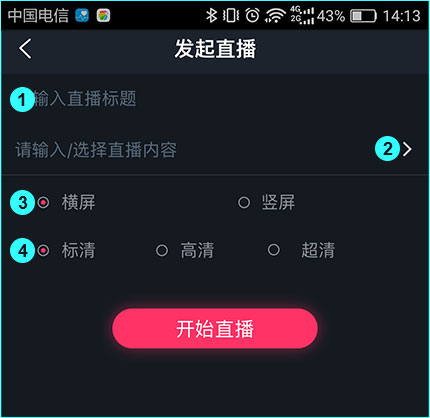 中国电信 4G 2G 43% 14:13
发起直播
1 输入直播标题
请输入/选择直播内容 2
3 横屏 竖屏
4 标清 高清 超清
开始直播